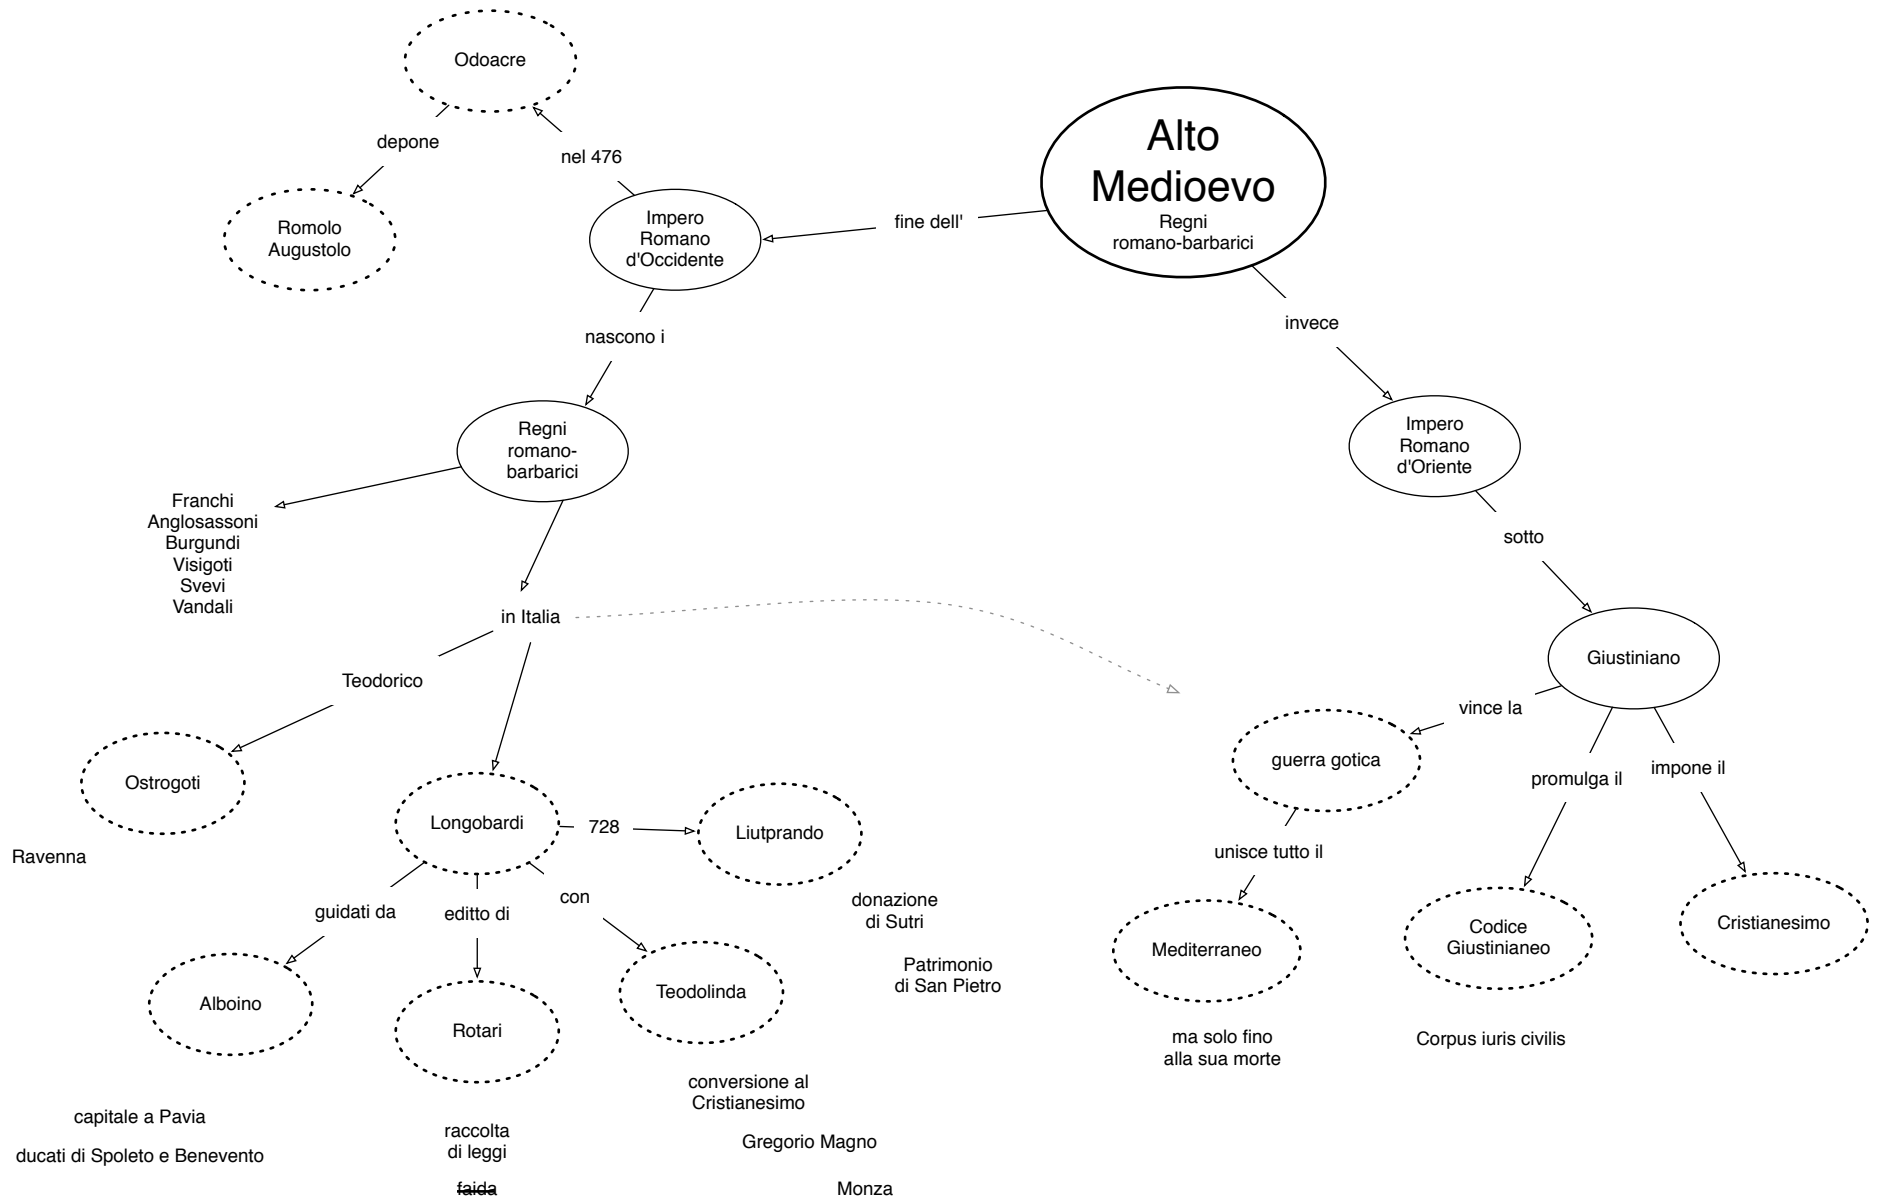 Odoacre
Alto
Medioevo
Regni
romano-barbarici
depone
nel 476
Romolo
Augustolo
Impero
Romano
d'Occidente
fine dell'
invece
nascono i
Regni
romano-
barbarici
Impero
Romano
d'Oriente
Franchi
Anglosassoni
Burgundi
Visigoti
Svevi
Vandali
sotto
in Italia
Giustiniano
Teodorico
vince la
guerra gotica
promulga il
impone il
Ostrogoti
Longobardi
728
Liutprando
Ravenna
unisce tutto il
guidati da
editto di
con
donazione
di Sutri
Mediterraneo
Codice
Giustinianeo
Cristianesimo
Patrimonio
di San Pietro
Alboino
Rotari
Teodolinda
ma solo fino
alla sua morte
Corpus iuris civilis
conversione al
Cristianesimo
capitale a Pavia
raccolta
di leggi
Gregorio Magno
ducati di Spoleto e Benevento
faida
Monza